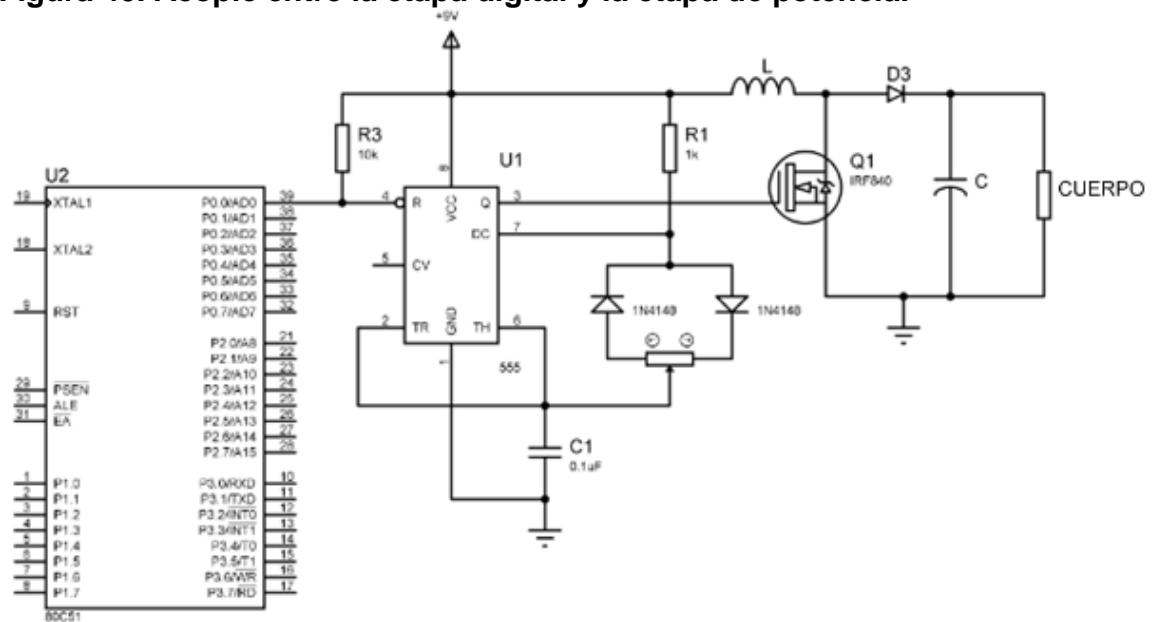 Figura 40. Acople entre la etapa digital y la etapa de potencia.
+9V
L
D3
R3
10k
R1
1k
U1
Q1
IRF840
C
CUERPO
U2
19 XTAL1
18 XTAL2
9 RST
29 PSEN
30 ALE
31 EA
1 P1.0
2 P1.1
3 P1.2
4 P1.3
5 P1.4
6 P1.5
7 P1.6
8 P1.7
P0.0/AD0 39
P0.1/AD1 38
P0.2/AD2 37
P0.3/AD3 36
P0.4/AD4 35
P0.5/AD5 34
P0.6/AD6 33
P0.7/AD7 32
P2.0/A8 21
P2.1/A9 22
P2.2/A10 23
P2.3/A11 24
P2.4/A12 25
P2.5/A13 26
P2.6/A14 27
P2.7/A15 28
P3.0/RXD 10
P3.1/TXD 11
P3.2/INT0 12
P3.3/INT1 13
P3.4/T0 14
P3.5/T1 15
P3.6/WR 16
P3.7/RD 17
80C51
8
VCC
4 R
Q 3
DC 7
5 CV
2 TR
GND
1
TH 6
555
1N4148
1N4148
C1
0.1uF